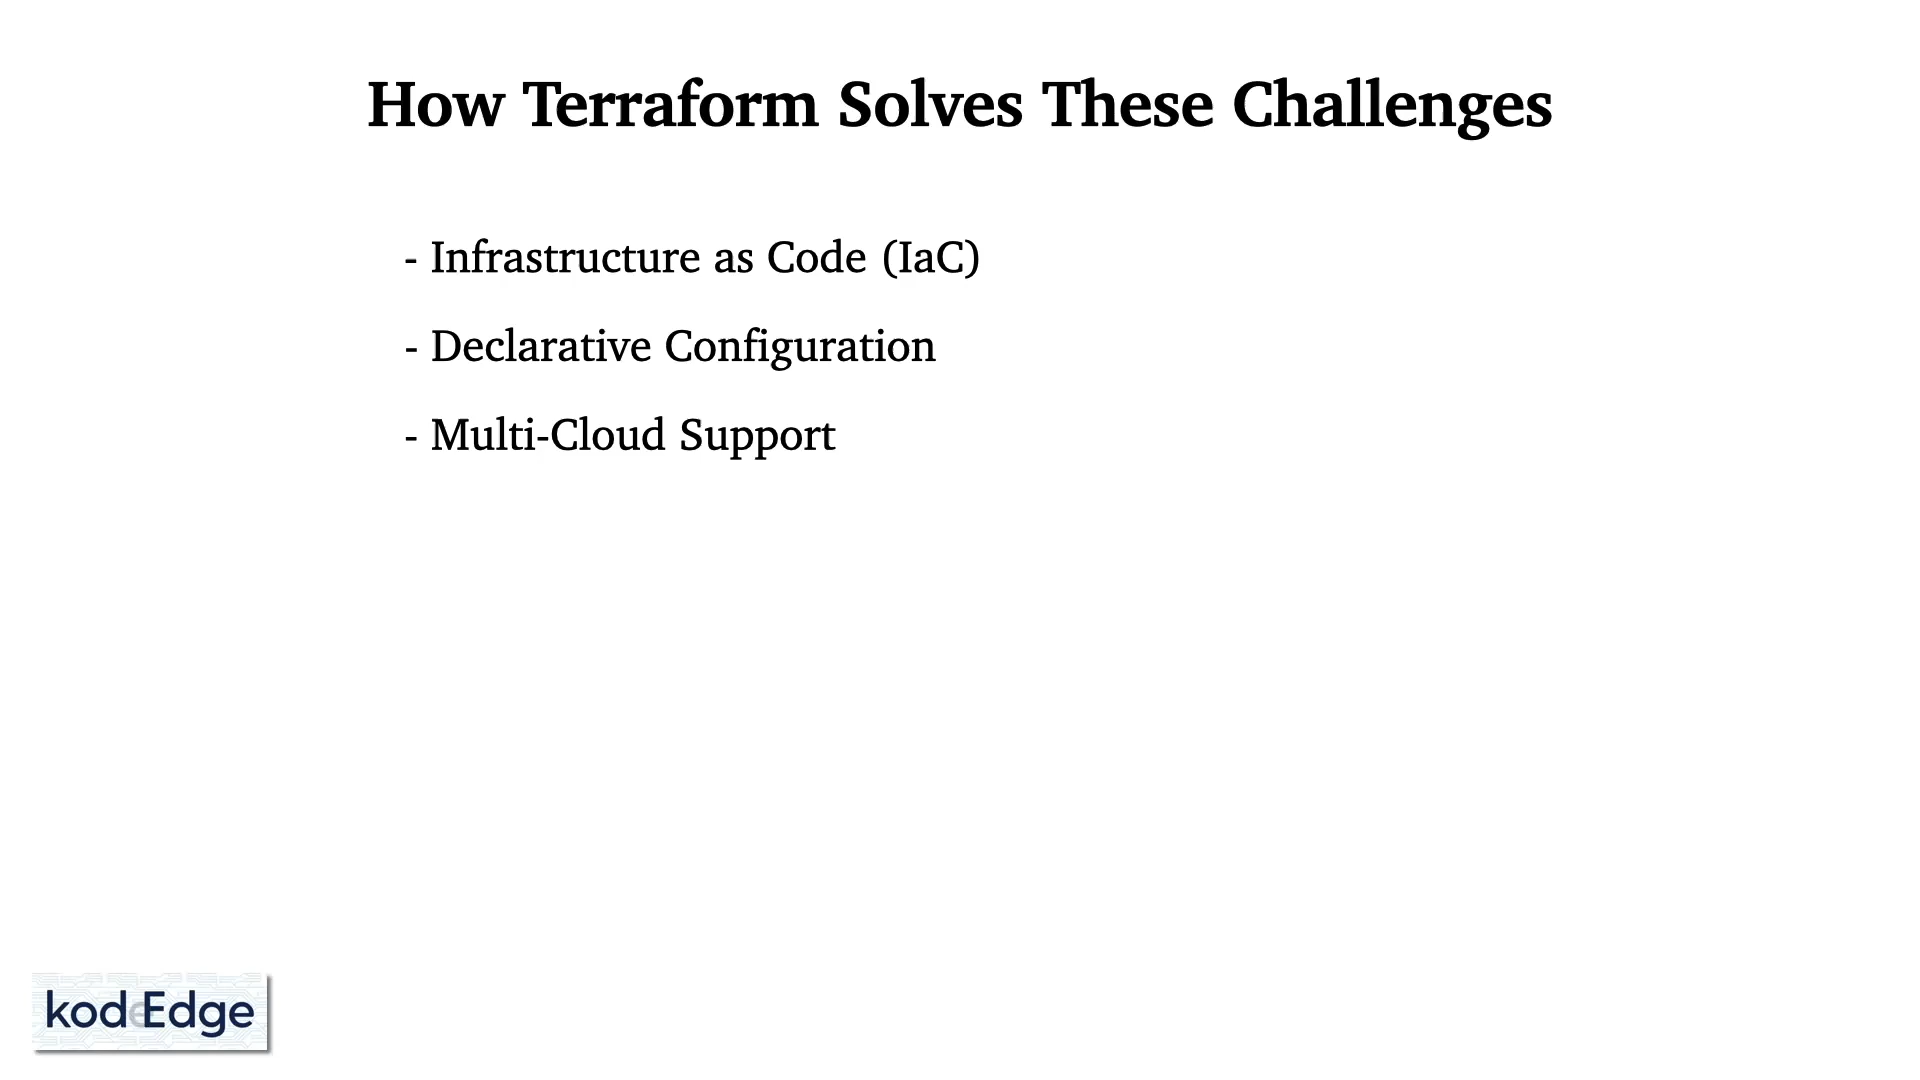 How Terraform Solves These Challenges
- Infrastructure as Code (IaC)
- Declarative Configuration
- Multi-Cloud Support
kodeEdge